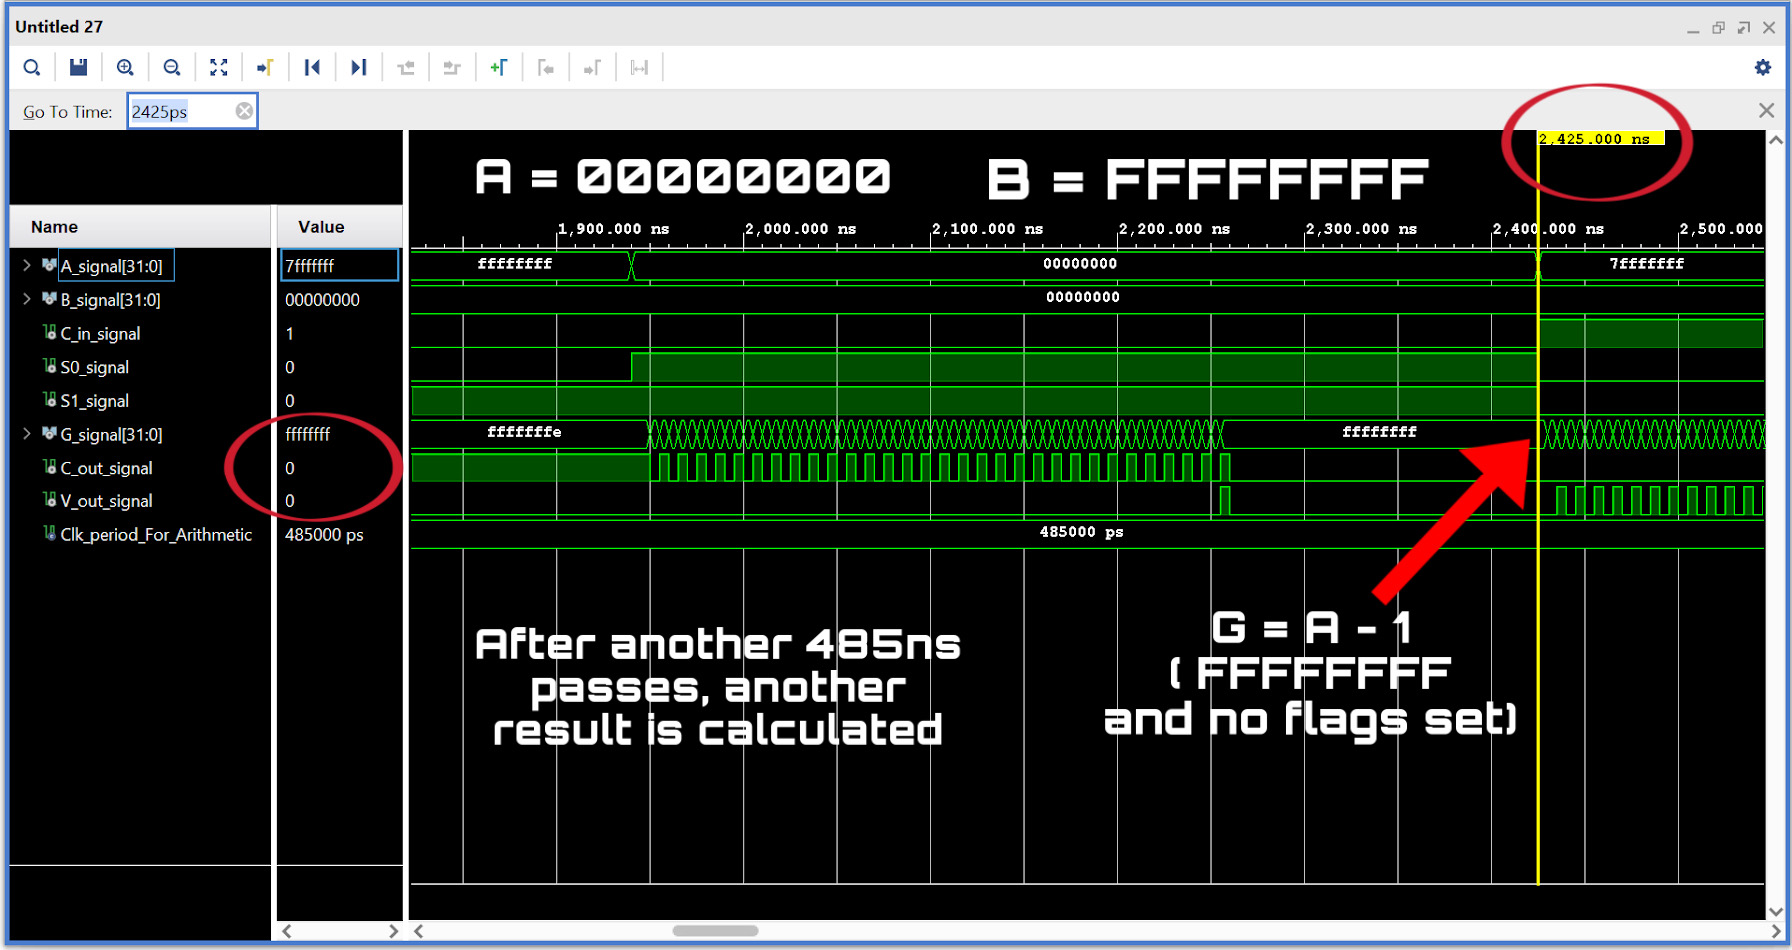 Untitled 27
Go To Time: 2425ps
2,425.000 ns
A = 00000000 B = FFFFFFFF
Name Value
1,900.000 ns 2,000.000 ns 2,100.000 ns 2,200.000 ns 2,300.000 ns 2,400.000 ns 2,500.000
A_signal[31:0] 7fffffff ffffffff 00000000 7fffffff
B_signal[31:0] 00000000 00000000
C_in_signal 1
S0_signal 0
S1_signal 0
G_signal[31:0] ffffffff fffffffe ffffffff
C_out_signal 0
V_out_signal 0
Clk_period_For_Arithmetic 485000 ps 485000 ps
After another 485ns
passes, another
result is calculated
G = A - 1
( FFFFFFFF
and no flags set)